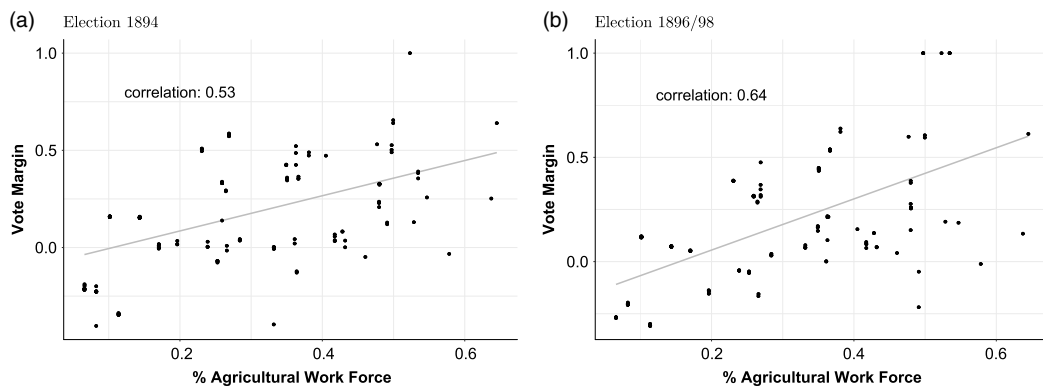 (a) Election 1894
correlation: 0.53
Vote Margin
1.0
0.5
0.0
0.2 0.4 0.6
% Agricultural Work Force
(b) Election 1896/98
correlation: 0.64
Vote Margin
1.0
0.5
0.0
0.2 0.4 0.6
% Agricultural Work Force